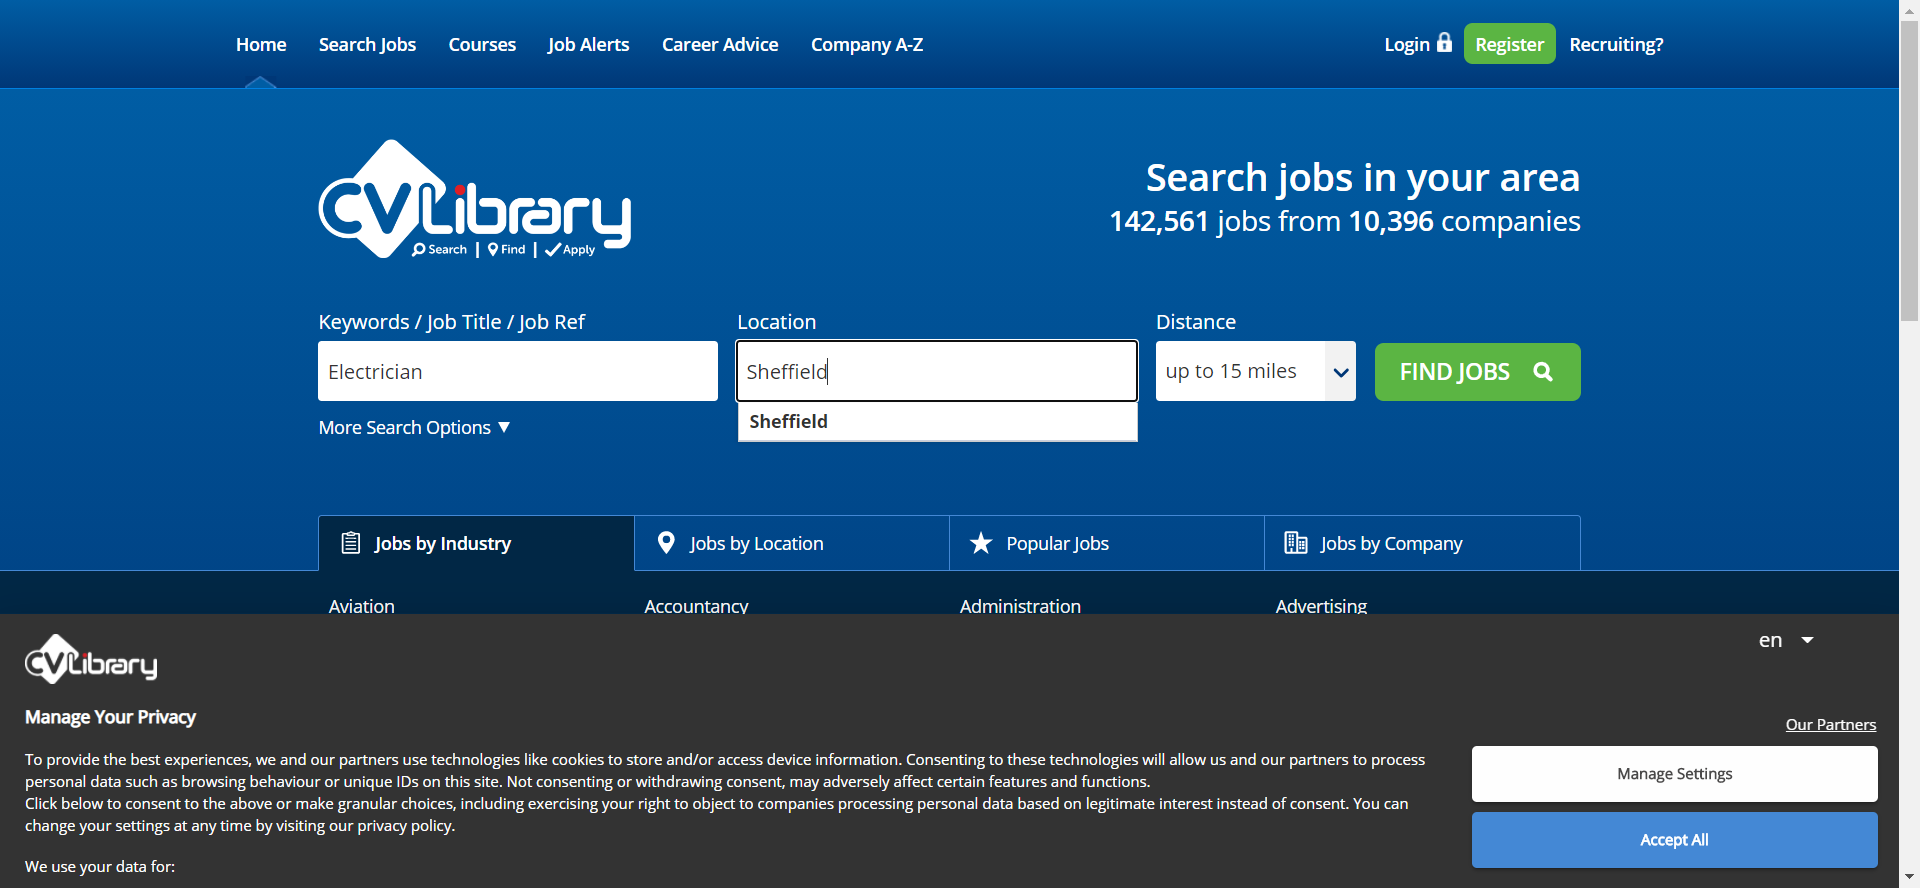 Home Search Jobs Courses Job Alerts Career Advice Company A-Z Login Register Recruiting?
CVLibrary
Search | Find | Apply
Search jobs in your area
142,561 jobs from 10,396 companies
Keywords / Job Title / Job Ref Location Distance
Electrician Sheffield up to 15 miles FIND JOBS
Sheffield
More Search Options ▼
Jobs by Industry Jobs by Location Popular Jobs Jobs by Company
Aviation Accountancy Administration Advertising
en
CVLibrary
Manage Your Privacy
Our Partners
To provide the best experiences, we and our partners use technologies like cookies to store and/or access device information. Consenting to these technologies will allow us and our partners to process
personal data such as browsing behaviour or unique IDs on this site. Not consenting or withdrawing consent, may adversely affect certain features and functions.
Click below to consent to the above or make granular choices, including exercising your right to object to companies processing personal data based on legitimate interest instead of consent. You can
change your settings at any time by visiting our privacy policy.
Manage Settings
Accept All
We use your data for: